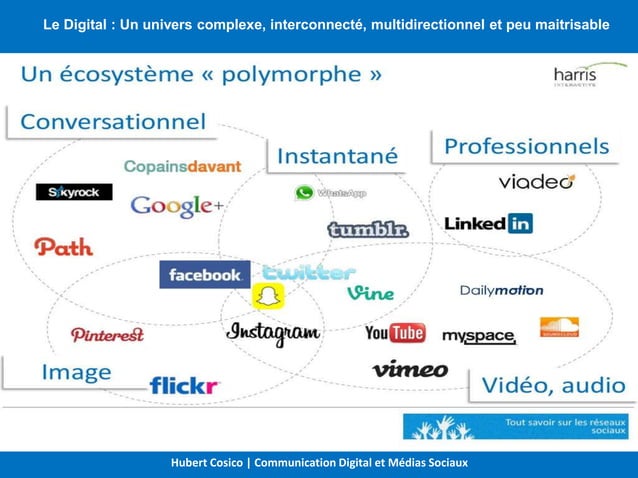 Le Digital : Un univers complexe, interconnecté, multidirectionnel et peu maitrisable
Un écosystème « polymorphe »
harris
INTERACTIVE
Conversationnel
Instantané
Professionnels
Copainsdavant
viadeo
Skyrock
WhatsApp
Google+
tumblr.
Linked in
Path
facebook
twitter
Vine
Dailymotion
Pinterest
Instagram
YouTube
myspace
SOUNDCLOUD
Image
flickr
vimeo
Vidéo, audio
Tout savoir sur les réseaux
sociaux
Hubert Cosico | Communication Digital et Médias Sociaux